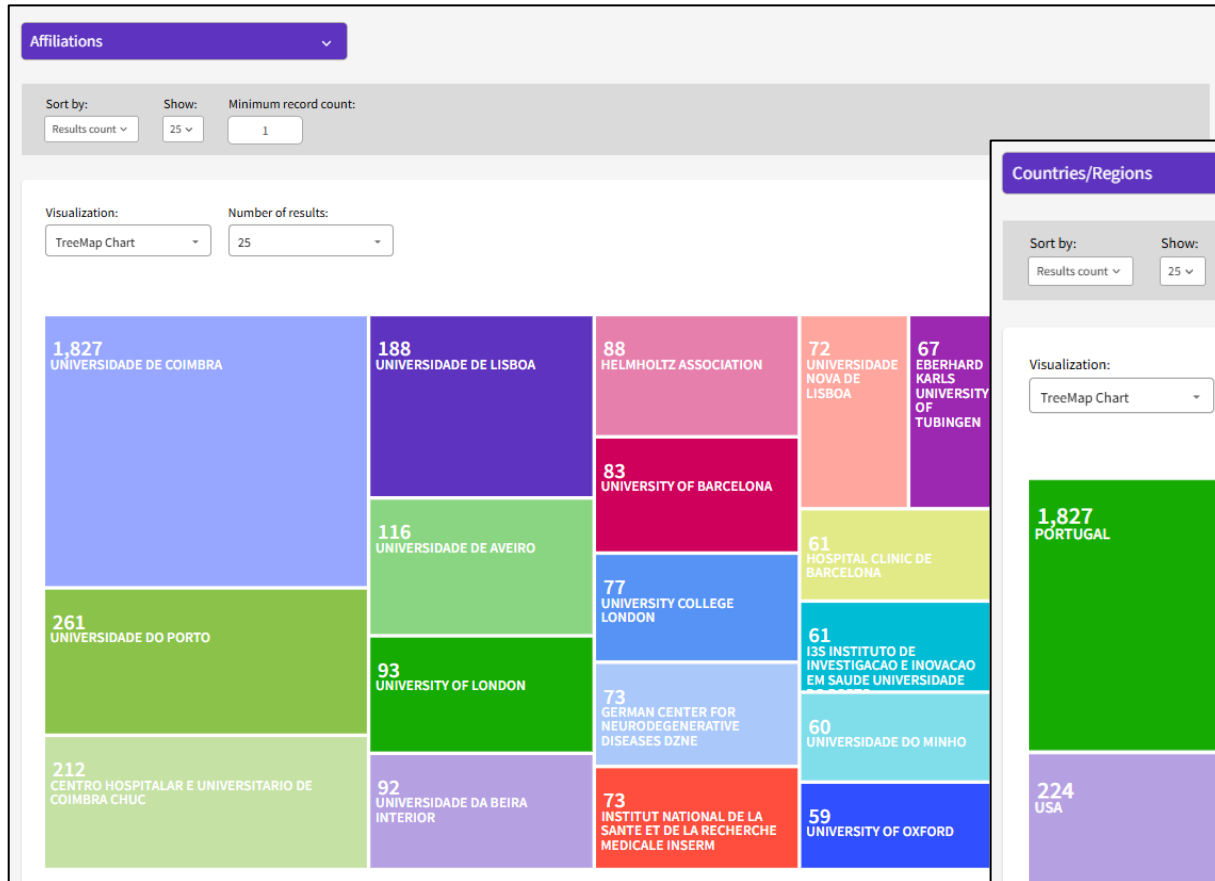 Affiliations
Sort by:
Show:
Minimum record count:
Results count
25
1
Visualization:
Number of results:
TreeMap Chart
25
1,827
UNIVERSIDADE DE COIMBRA
261
UNIVERSIDADE DO PORTO
212
CENTRO HOSPITALAR E UNIVERSITARIO DE
COIMBRA CHUC
188
UNIVERSIDADE DE LISBOA
116
UNIVERSIDADE DE AVEIRO
93
UNIVERSITY OF LONDON
92
UNIVERSIDADE DA BEIRA
INTERIOR
88
HELMHOLTZ ASSOCIATION
83
UNIVERSITY OF BARCELONA
77
UNIVERSITY COLLEGE
LONDON
73
GERMAN CENTER FOR
NEURODEGENERATIVE
DISEASES DZNE
73
INSTITUT NATIONAL DE LA
SANTE ET DE LA RECHERCHE
MEDICALE INSERM
72
UNIVERSIDADE
NOVA DE
LISBOA
67
EBERHARD
KARLS
UNIVERSITY
OF
TUBINGEN
61
HOSPITAL CLINIC DE
BARCELONA
61
I3S INSTITUTO DE
INVESTIGACAO E INOVACAO
EM SAUDE UNIVERSIDADE
60
UNIVERSIDADE DO MINHO
59
UNIVERSITY OF OXFORD
Countries/Regions
Sort by:
Show:
Results count
25
Visualization:
TreeMap Chart
1,827
PORTUGAL
224
USA